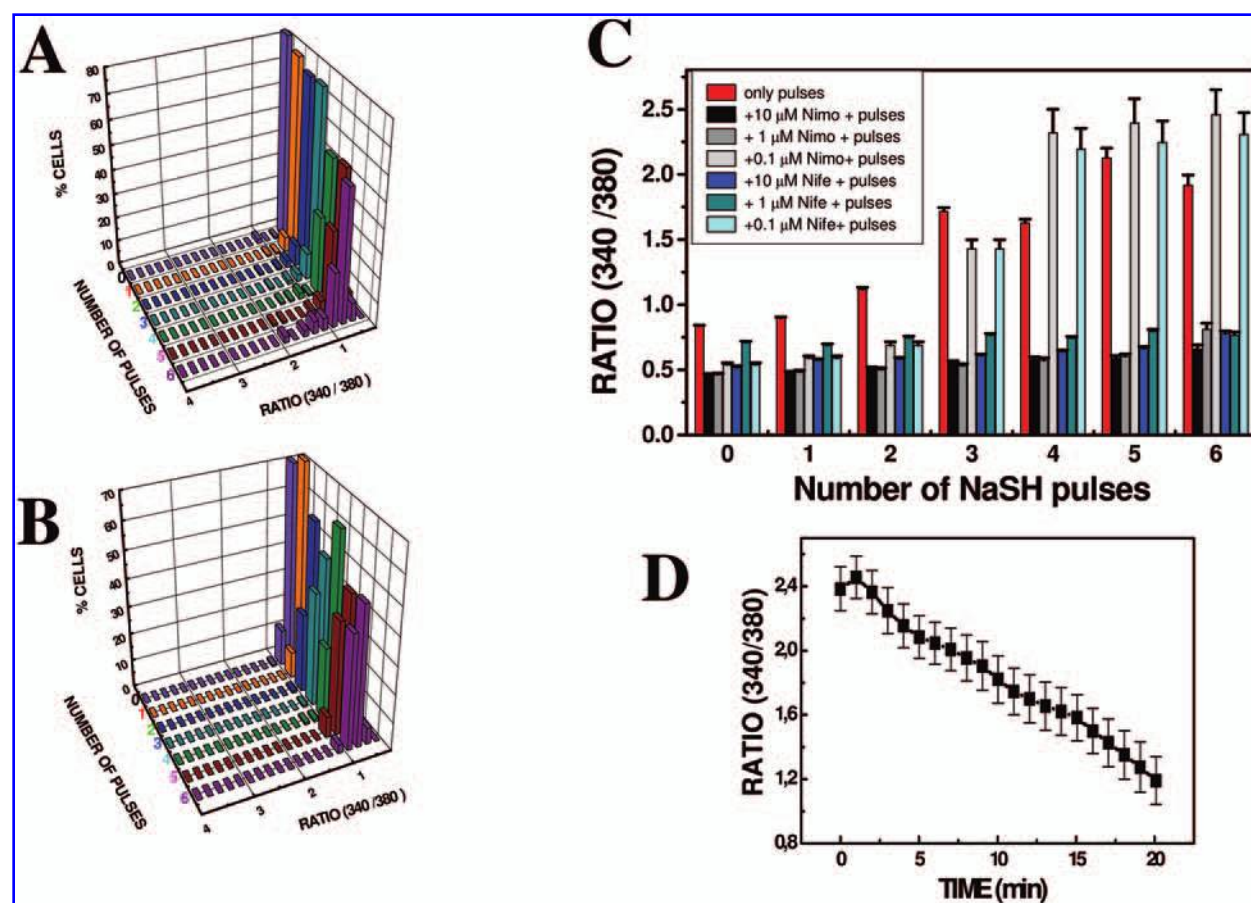 A
80
70
60
50
40
30
20
10
0
% CELLS
0
1
2
3
4
5
6
NUMBER OF PULSES
4
3
2
1
RATIO (340 / 380 )
B
70
60
50
40
30
20
10
0
% CELLS
0
1
2
3
4
5
6
NUMBER OF PULSES
4
3
2
1
RATIO (340 /380 )
C
only pulses
+10 µM Nimo + pulses
+ 1 µM Nimo + pulses
+0.1 µM Nimo+ pulses
+10 µM Nife + pulses
+ 1 µM Nife + pulses
+0.1 µM Nife+ pulses
2.5
2.0
1.5
1.0
0.5
0.0
RATIO (340 /380)
0 1 2 3 4 5 6
Number of NaSH pulses
D
2,4
2,0
1,6
1,2
0,8
RATIO (340/380)
0 5 10 15 20
TIME (min)